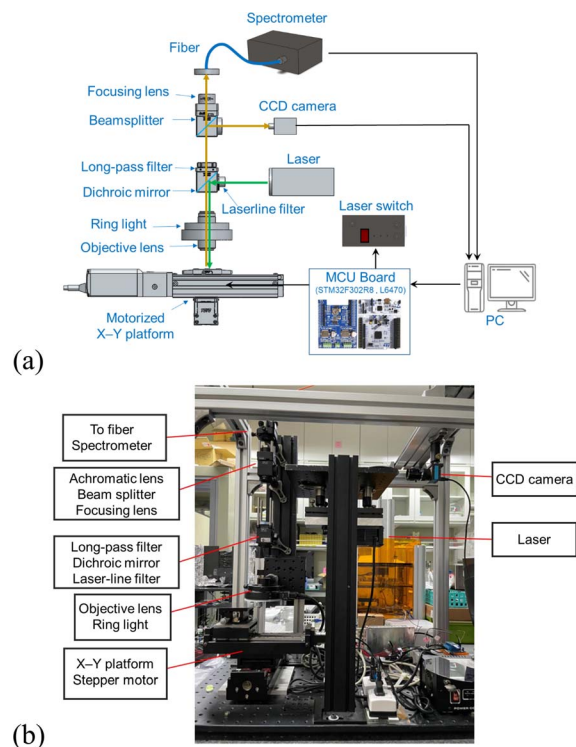 Spectrometer
Fiber
Focusing lens
CCD camera
Beamsplitter
Long-pass filter
Laser
Dichroic mirror
Laserline filter
Laser switch
Ring light
Objective lens
MCU Board
(STM32F302R8 , L6470)
Motorized
X–Y platform
PC
(a)
To fiber
Spectrometer
Achromatic lens
Beam splitter
Focusing lens
CCD camera
Long-pass filter
Dichroic mirror
Laser-line filter
Laser
Objective lens
Ring light
X–Y platform
Stepper motor
(b)